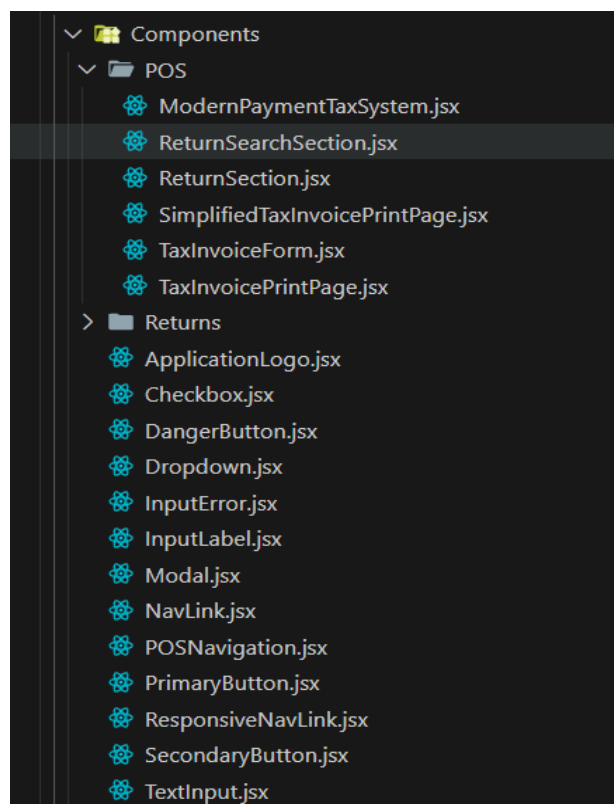 Components
POS
ModernPaymentTaxSystem.jsx
ReturnSearchSection.jsx
ReturnSection.jsx
SimplifiedTaxInvoicePrintPage.jsx
TaxInvoiceForm.jsx
TaxInvoicePrintPage.jsx
Returns
ApplicationLogo.jsx
Checkbox.jsx
DangerButton.jsx
Dropdown.jsx
InputError.jsx
InputLabel.jsx
Modal.jsx
NavLink.jsx
POSNavigation.jsx
PrimaryButton.jsx
ResponsiveNavLink.jsx
SecondaryButton.jsx
TextInput.jsx